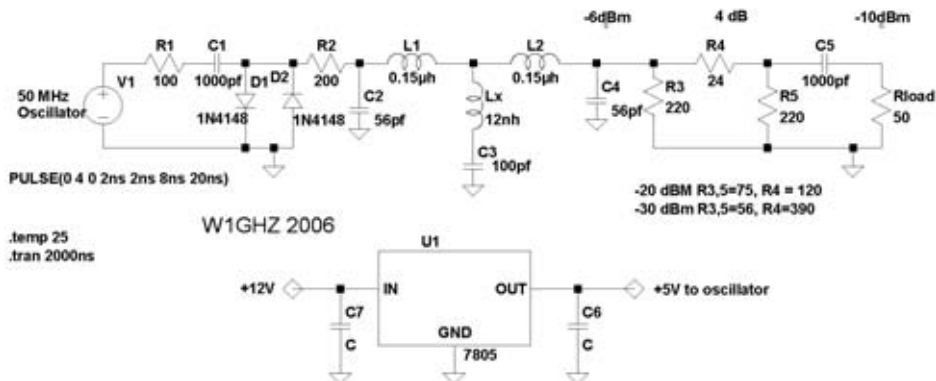 -6dBm 4 dB -10dBm
R1 C1 R2 L1 L2 R4 C5
100 1000pf 200 0.15µh 0.15µh 24 1000pf
V1 D1 D2
50 MHz
Oscillator
1N4148 1N4148
C2
56pf
Lx
12nh
C3
100pf
C4
56pf
R3
220
R5
220
Rload
50
PULSE(0 4 0 2ns 2ns 8ns 20ns)
-20 dBM R3,5=75, R4 = 120
-30 dBm R3,5=56, R4=390
W1GHZ 2006
.temp 25
.tran 2000ns
U1
+12V IN OUT +5V to oscillator
C7
C
GND
7805
C6
C